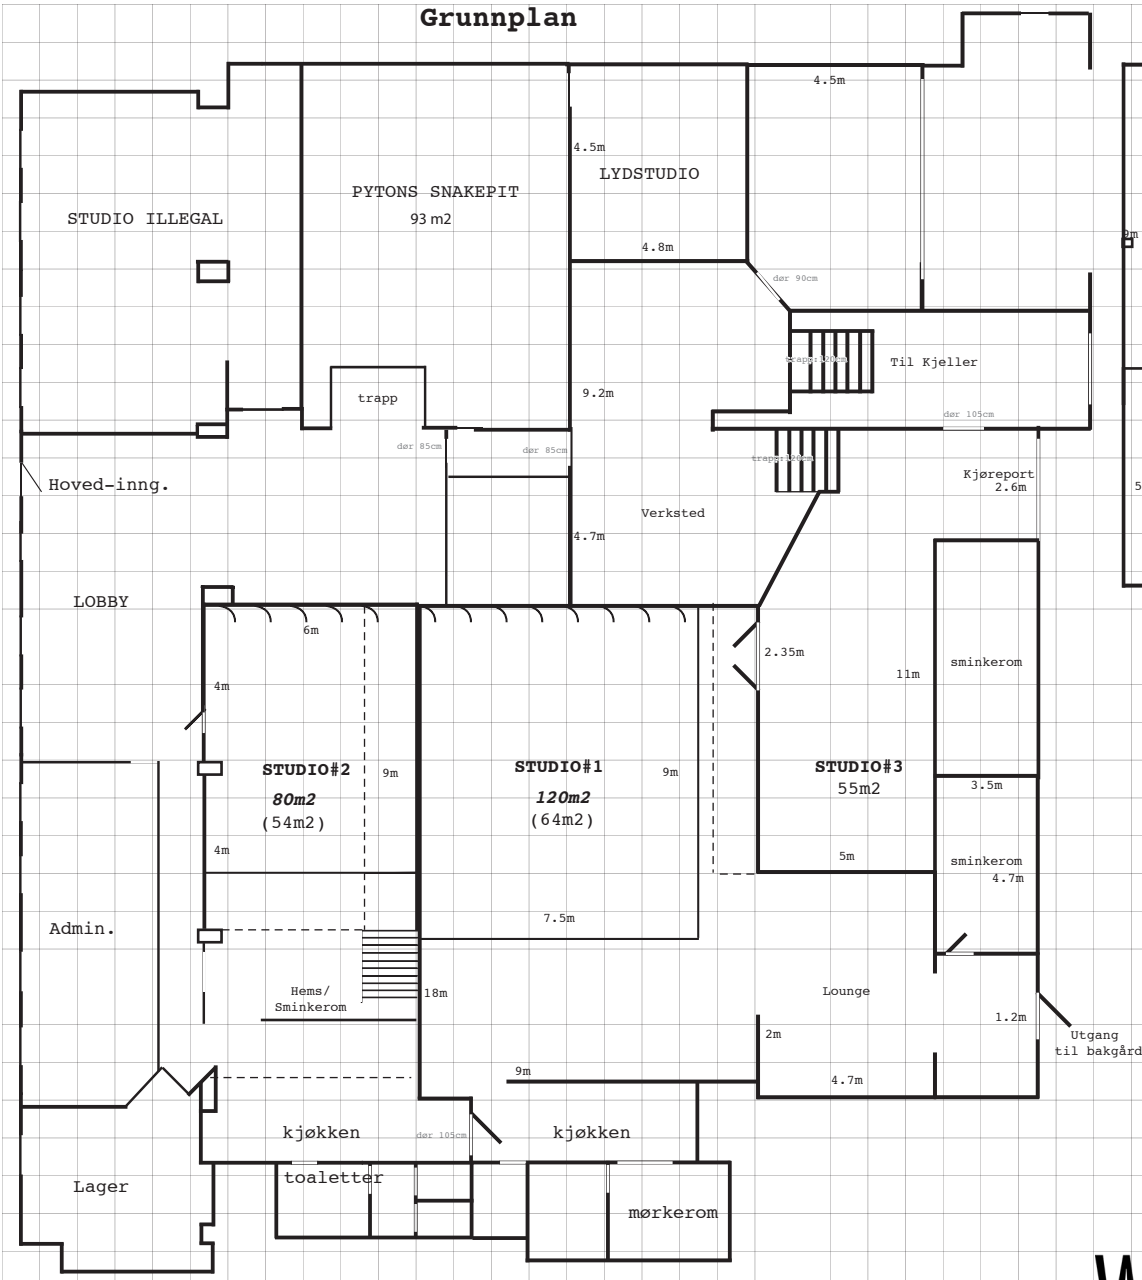 Grunnplan
4.5m
4.5m
LYDSTUDIO
PYTONS SNAKEPIT
93 m2
STUDIO ILLEGAL
9m
4.8m
dør 90cm
trappr120cm
Til Kjeller
9.2m
trapp
dør 105cm
dør 85cm
dør 85cm
trappr120cm
Kjøreport
2.6m
Hoved-inng.
5
Verksted
4.7m
LOBBY
6m
2.35m
sminkerom
11m
4m
STUDIO#2
80m2
(54m2)
9m
STUDIO#1
120m2
(64m2)
9m
STUDIO#3
55m2
3.5m
4m
5m
sminkerom
4.7m
7.5m
Admin.
Hems/
Sminkerom
18m
Lounge
1.2m
2m
Utgang
til bakgård
9m
4.7m
kjøkken
dør 105cm
kjøkken
toaletter
Lager
mørkerom
W